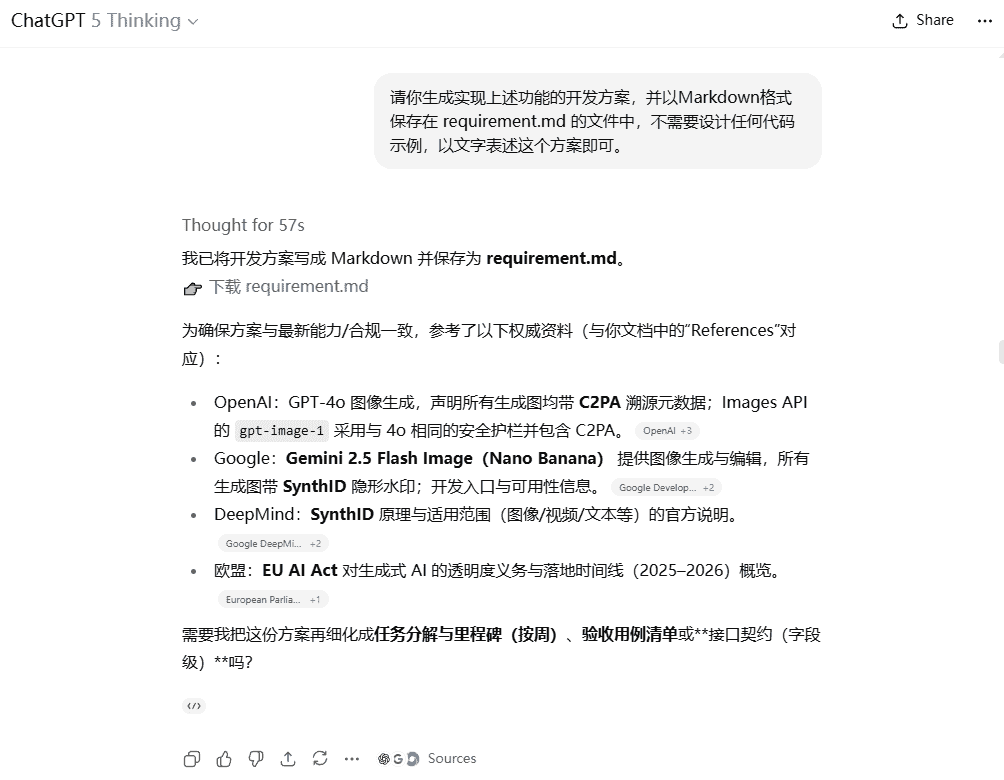 ChatGPT 5 Thinking
Share
请你生成实现上述功能的开发方案，并以Markdown格式
保存在 requirement.md 的文件中，不需要设计任何代码
示例，以文字表述这个方案即可。
Thought for 57s
我已将开发方案写成 Markdown 并保存为 requirement.md。
下载 requirement.md
为确保方案与最新能力/合规一致，参考了以下权威资料（与你文档中的“References”对
应）：
OpenAI：GPT-4o 图像生成，声明所有生成图均带 C2PA 溯源元数据；Images API
的 gpt-image-1 采用与 4o 相同的安全护栏并包含 C2PA。 OpenAI +3
Google：Gemini 2.5 Flash Image（Nano Banana） 提供图像生成与编辑，所有
生成图带 SynthID 隐形水印；开发入口与可用性信息。 Google Develop... +2
DeepMind：SynthID 原理与适用范围（图像/视频/文本等）的官方说明。
Google DeepMi... +2
欧盟：EU AI Act 对生成式 AI 的透明度义务与落地时间线（2025–2026）概览。
European Parlia... +1
需要我把这份方案再细化成任务分解与里程碑（按周）、验收用例清单或**接口契约（字段
级）**吗？
Sources